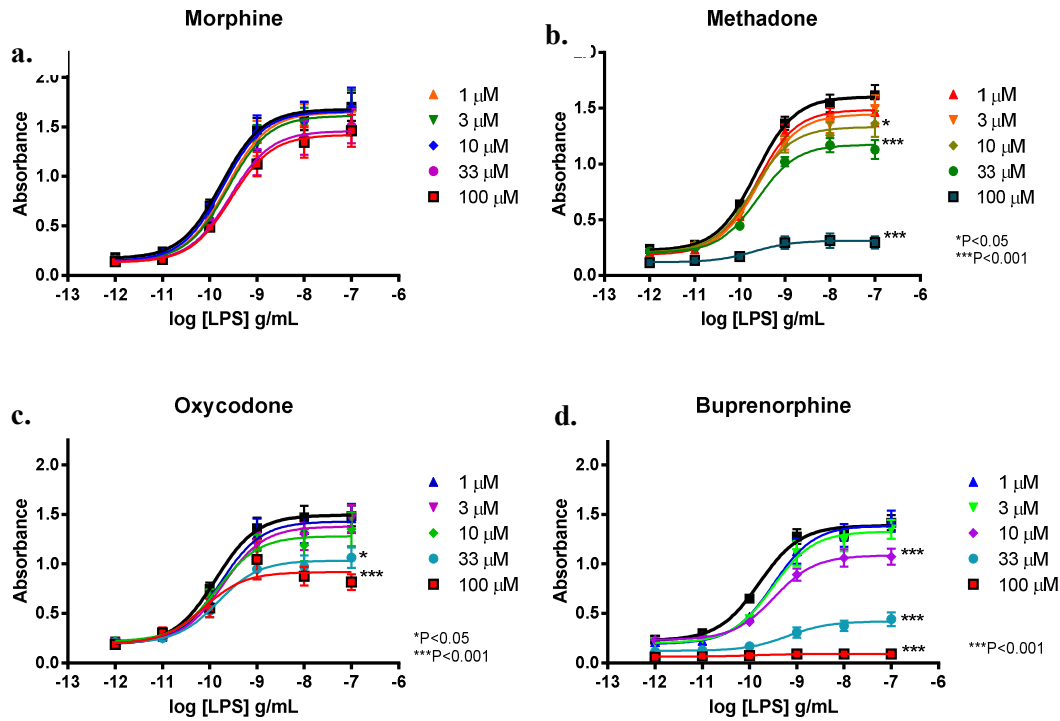 Morphine
a.
2.0
1.5
1.0
0.5
0.0
Absorbance
-13 -12 -11 -10 -9 -8 -7 -6
log [LPS] g/mL
1 µM
3 µM
10 µM
33 µM
100 µM
Methadone
b.
1.5
1.0
0.5
0.0
Absorbance
-13 -12 -11 -10 -9 -8 -7 -6
log [LPS] g/mL
*
***
***
1 µM
3 µM
10 µM
33 µM
100 µM
*P<0.05
***P<0.001
Oxycodone
c.
2.0
1.5
1.0
0.5
0.0
Absorbance
-13 -12 -11 -10 -9 -8 -7 -6
log [LPS] g/mL
*
***
1 µM
3 µM
10 µM
33 µM
100 µM
*P<0.05
***P<0.001
Buprenorphine
d.
2.0
1.5
1.0
0.5
0.0
Absorbance
-13 -12 -11 -10 -9 -8 -7 -6
log [LPS] g/mL
***
***
***
1 µM
3 µM
10 µM
33 µM
100 µM
***P<0.001